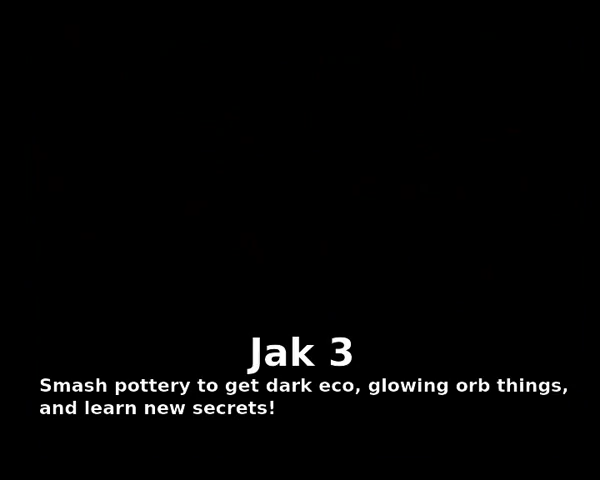 Jak 3
Smash pottery to get dark eco, glowing orb things,
and learn new secrets!